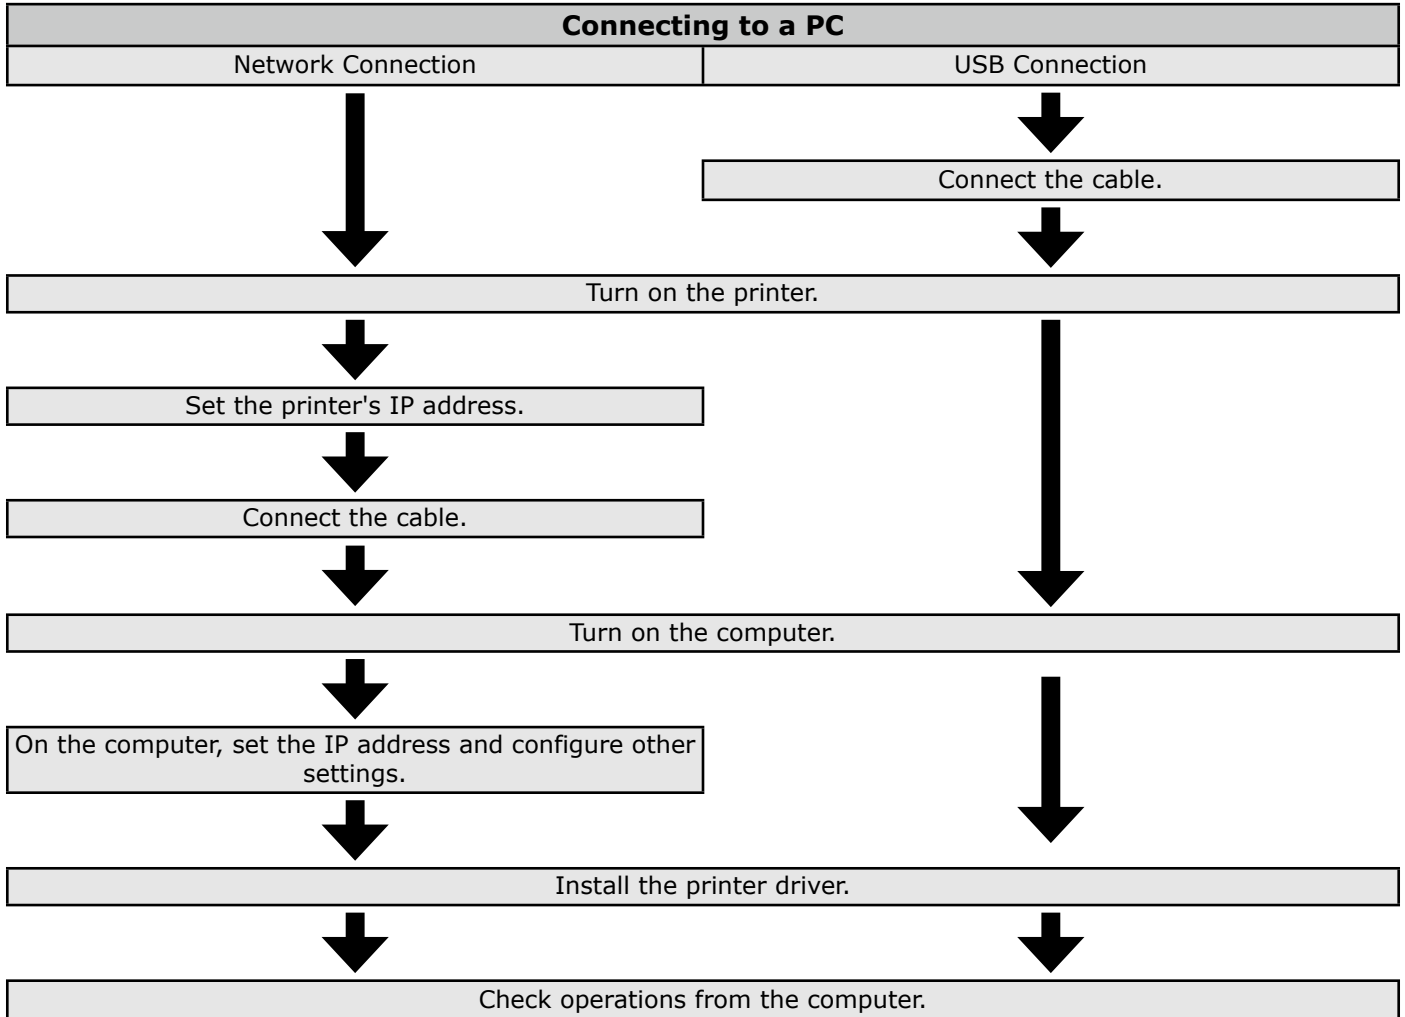 Connecting to a PC
Network Connection
USB Connection
Connect the cable.
Turn on the printer.
Set the printer's IP address.
Connect the cable.
Turn on the computer.
On the computer, set the IP address and configure other
settings.
Install the printer driver.
Check operations from the computer.